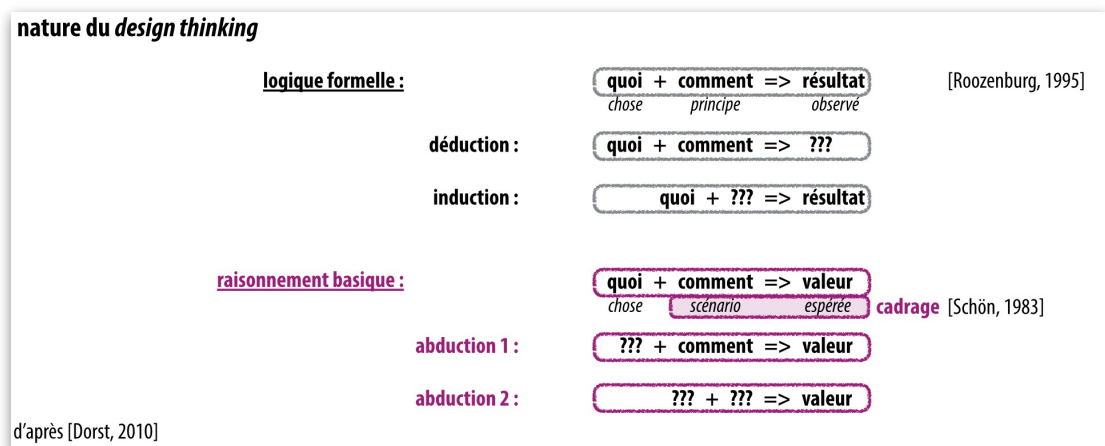 nature du design thinking
logique formelle : quoi + comment => résultat [Roozenburg, 1995]
chose principe observé
déduction : quoi + comment => ???
induction : quoi + ??? => résultat
raisonnement basique : quoi + comment => valeur
chose scénario espérée cadrage [Schön, 1983]
abduction 1 : ??? + comment => valeur
abduction 2 : ??? + ??? => valeur
d'après [Dorst, 2010]